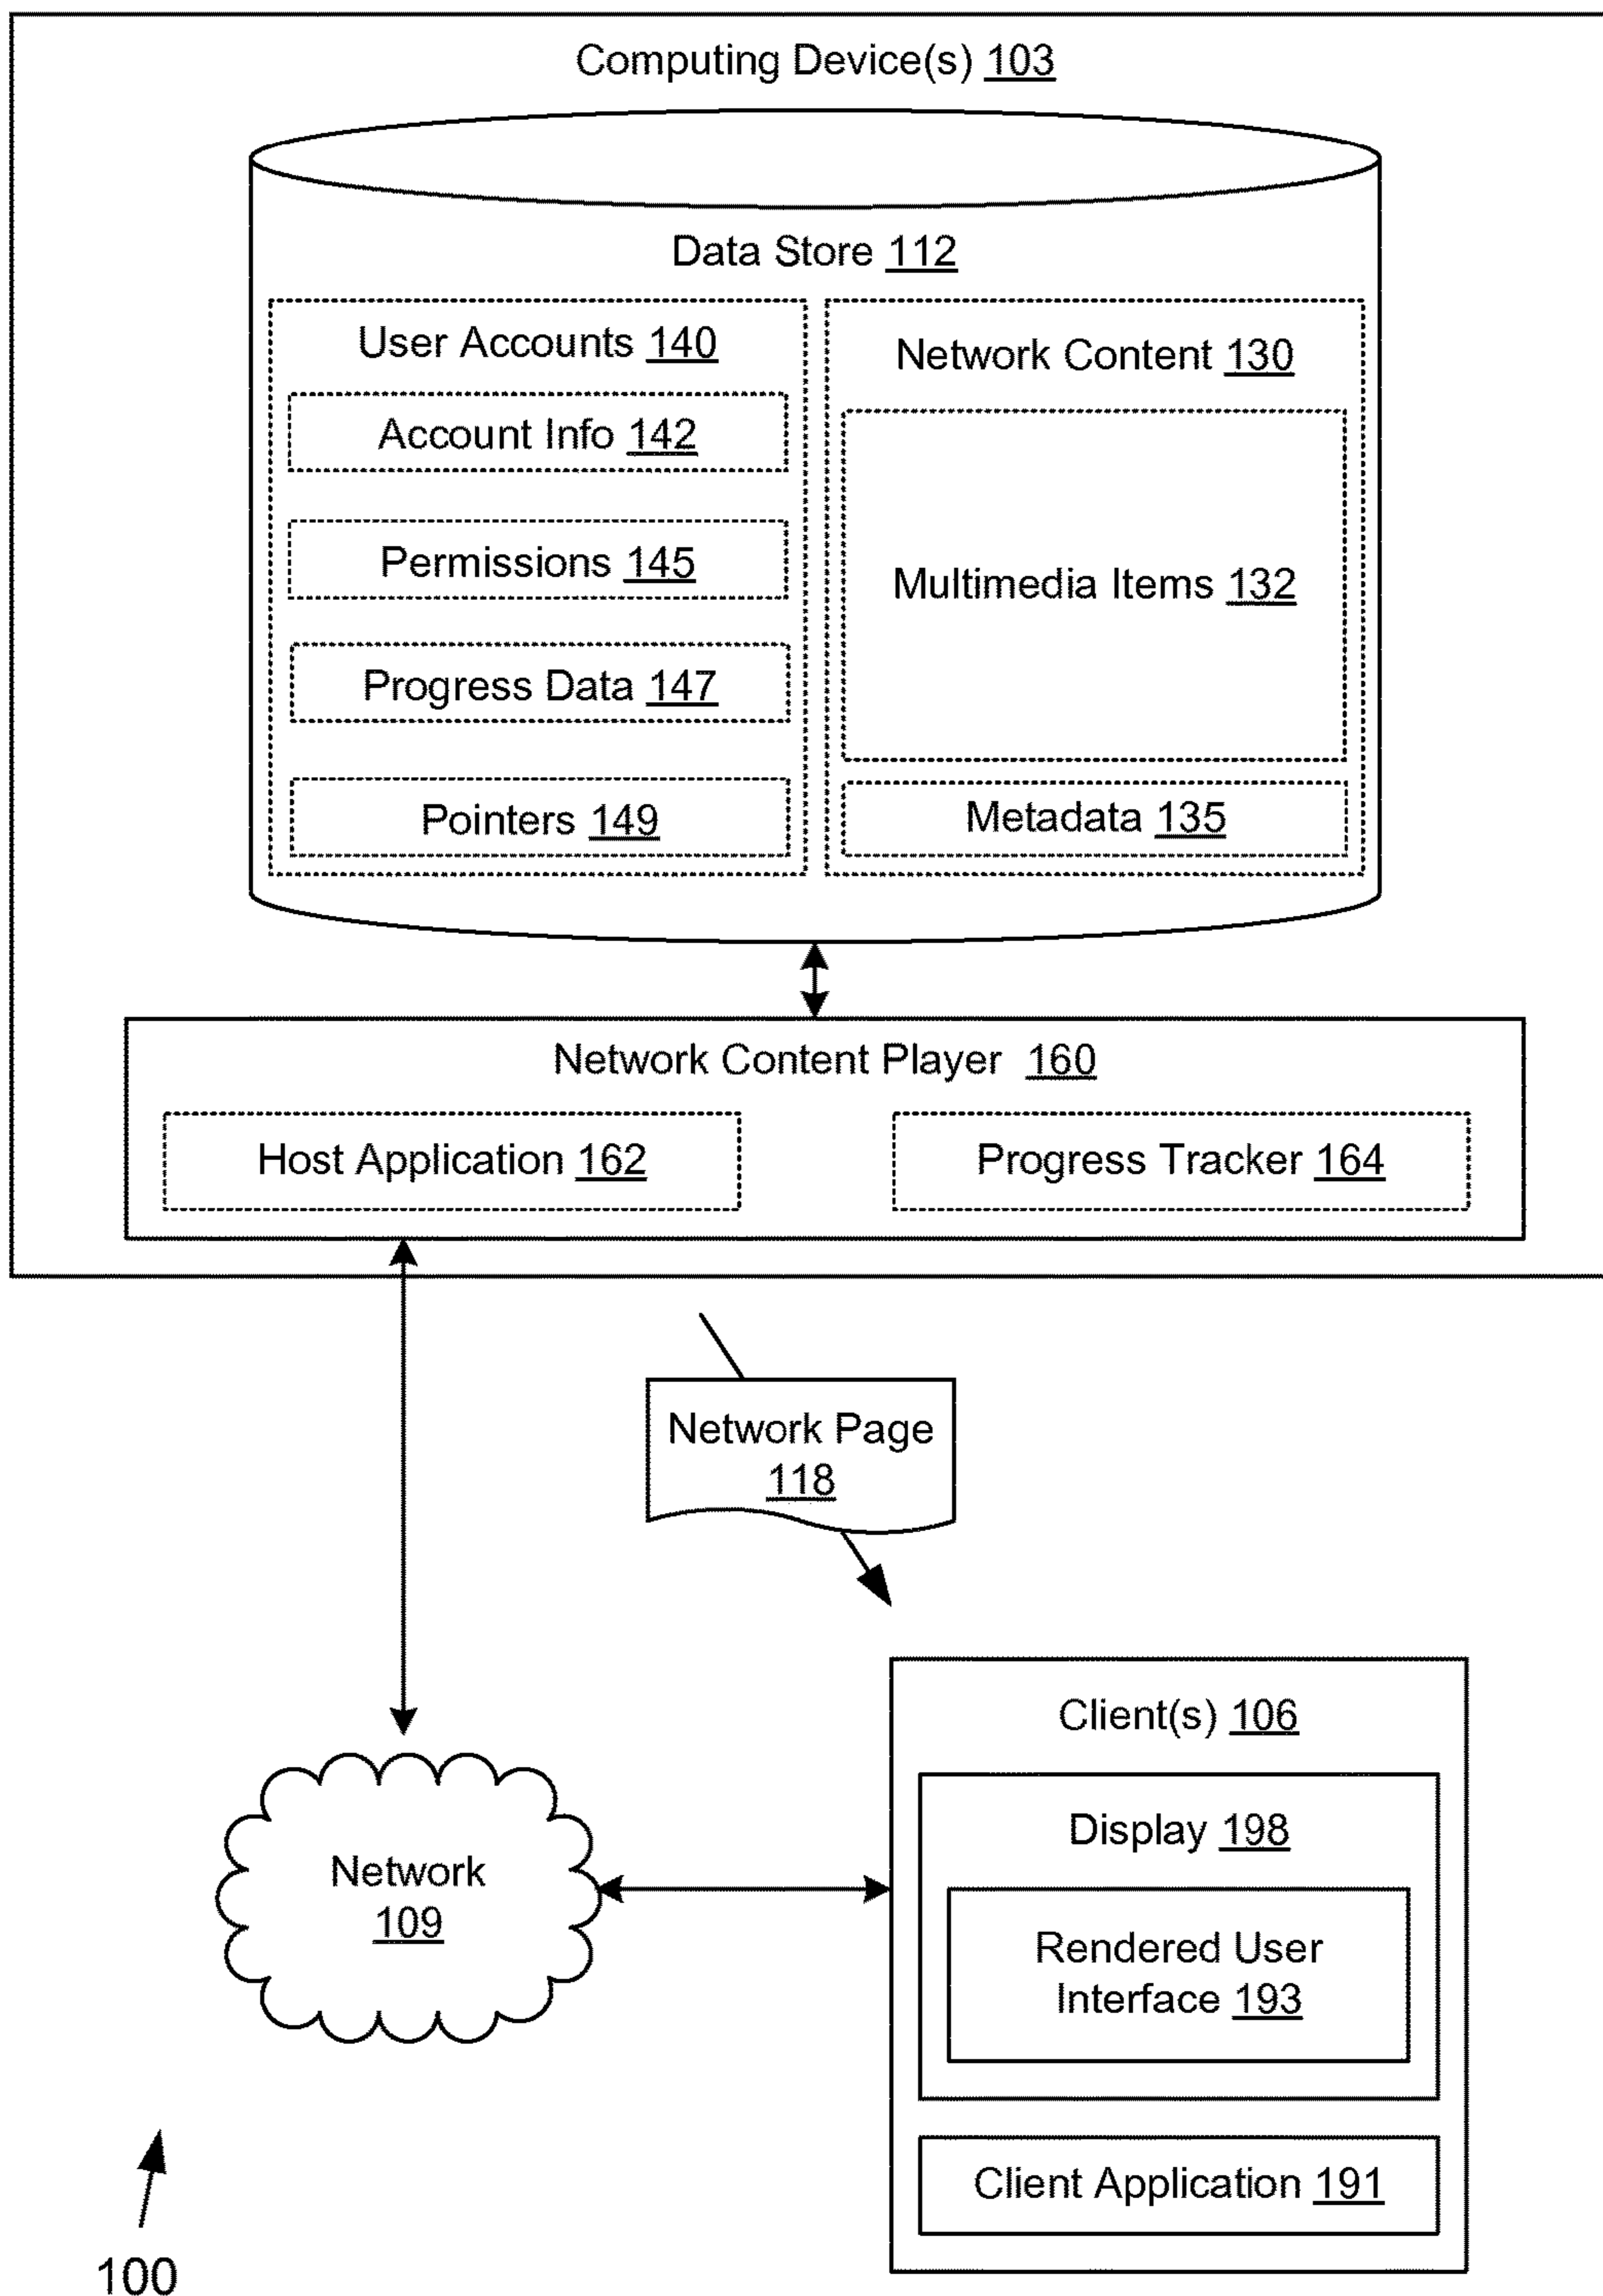 Computing Device(s) 103
Data Store 112
User Accounts 140
Account Info 142
Permissions 145
Progress Data 147
Pointers 149
Network Content 130
Multimedia Items 132
Metadata 135
Network Content Player 160
Host Application 162
Progress Tracker 164
Network Page
118
Network
109
Client(s) 106
Display 198
Rendered User
Interface 193
Client Application 191
100